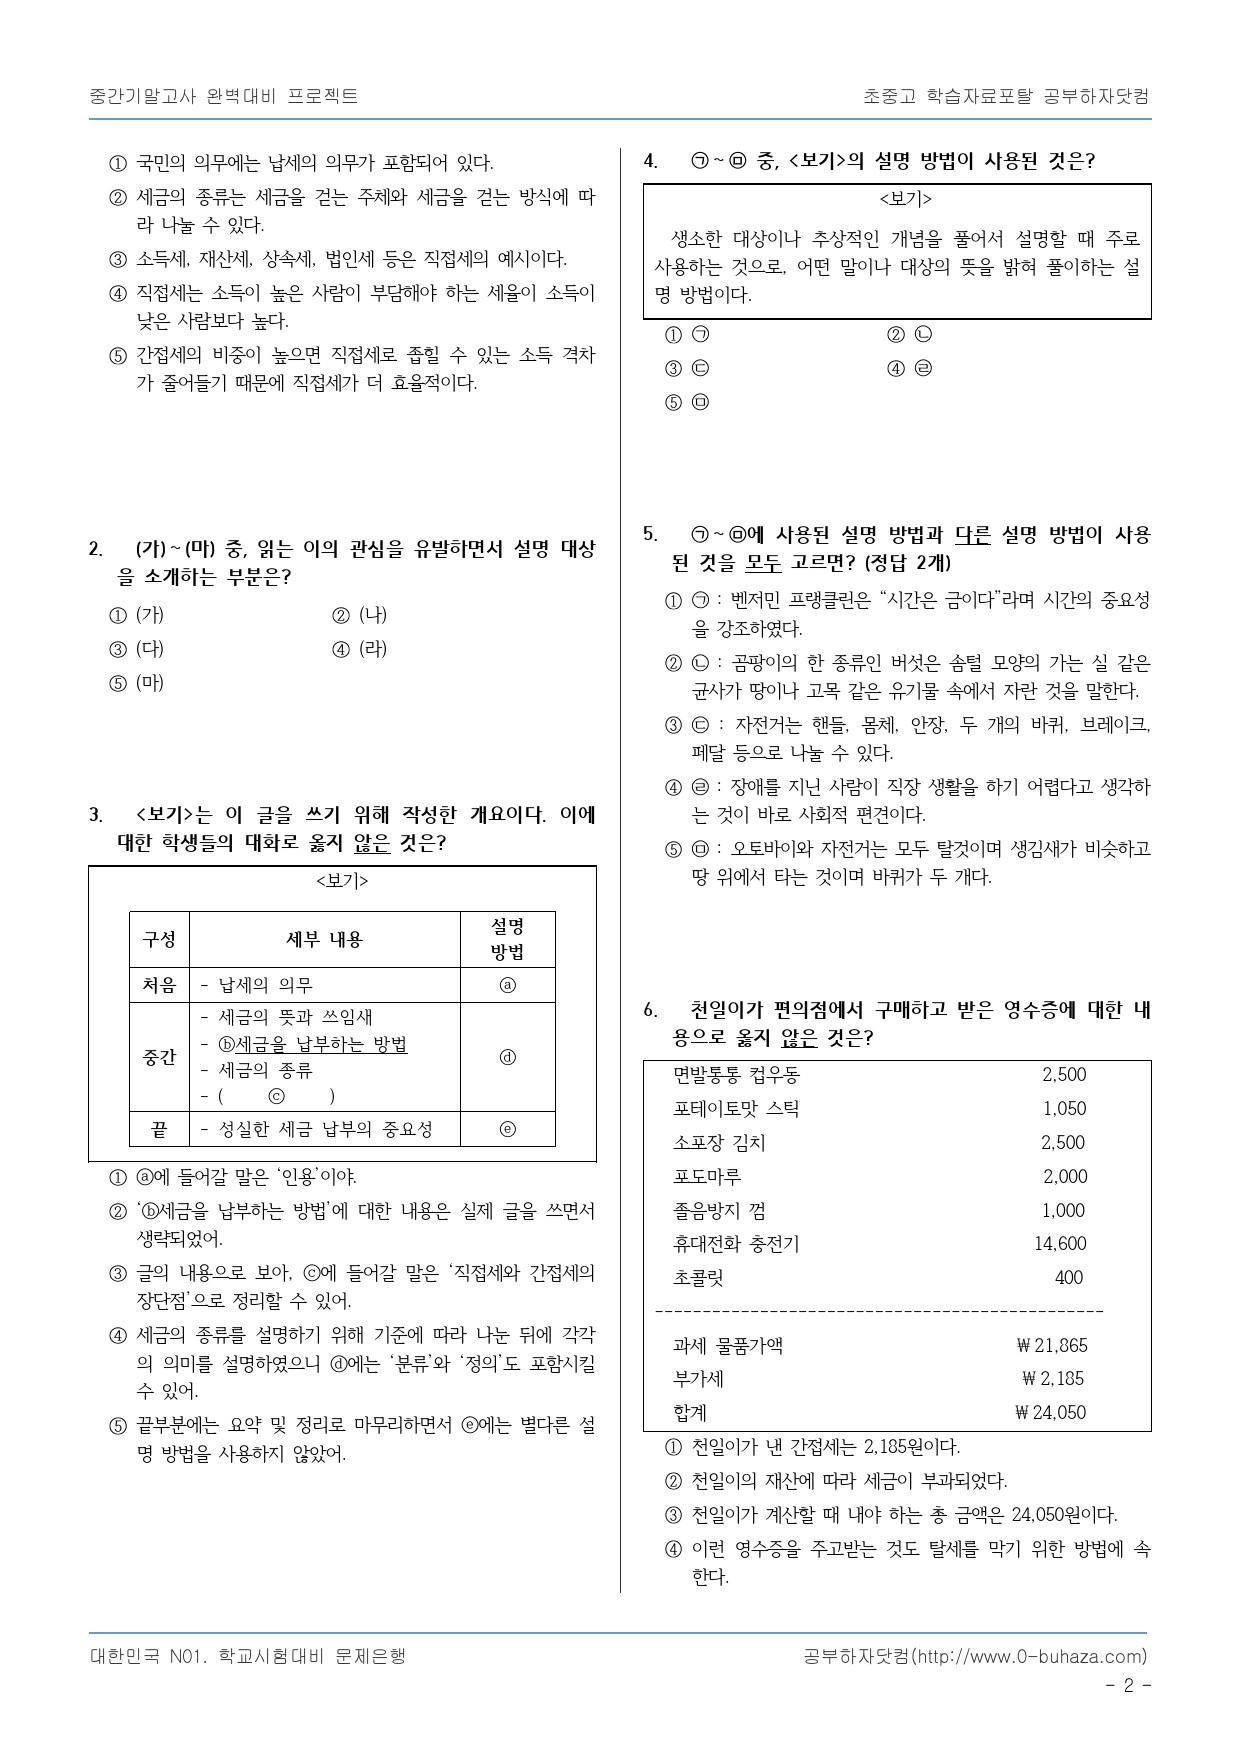 중간기말고사 완벽대비 프로젝트
초중고 학습자료포탈 공부하자닷컴
① 국민의 의무에는 납세의 의무가 포함되어 있다.
② 세금의 종류는 세금을 걷는 주체와 세금을 걷는 방식에 따
라 나눌 수 있다.
③ 소득세, 재산세, 상속세, 법인세 등은 직접세의 예시이다.
④ 직접세는 소득이 높은 사람이 부담해야 하는 세율이 소득이
낮은 사람보다 높다.
⑤ 간접세의 비중이 높으면 직접세로 좁힐 수 있는 소득 격차
가 줄어들기 때문에 직접세가 더 효율적이다.
2. (가)~(마) 중, 읽는 이의 관심을 유발하면서 설명 대상
을 소개하는 부분은?
① (가) ② (나)
③ (다) ④ (라)
⑤ (마)
3. <보기>는 이 글을 쓰기 위해 작성한 개요이다. 이에
대한 학생들의 대화로 옳지 않은 것은?
<보기>
구성 세부 내용 설명
방법
처음 - 납세의 의무 ⓐ
중간 - 세금의 뜻과 쓰임새
- ⓑ세금을 납부하는 방법 ⓓ
- 세금의 종류
- ( ⓒ )
끝 - 성실한 세금 납부의 중요성 ⓔ
① ⓐ에 들어갈 말은 ‘인용’이야.
② ‘ⓑ세금을 납부하는 방법’에 대한 내용은 실제 글을 쓰면서
생략되었어.
③ 글의 내용으로 보아, ⓒ에 들어갈 말은 ‘직접세와 간접세의
장단점’으로 정리할 수 있어.
④ 세금의 종류를 설명하기 위해 기준에 따라 나눈 뒤에 각각
의 의미를 설명하였으니 ⓓ에는 ‘분류’와 ‘정의’도 포함시킬
수 있어.
⑤ 끝부분에는 요약 및 정리로 마무리하면서 ⓔ에는 별다른 설
명 방법을 사용하지 않았어.
4. ㉠~㉤ 중, <보기>의 설명 방법이 사용된 것은?
<보기>
생소한 대상이나 추상적인 개념을 풀어서 설명할 때 주로
사용하는 것으로, 어떤 말이나 대상의 뜻을 밝혀 풀이하는 설
명 방법이다.
① ㉠ ② ㉡
③ ㉢ ④ ㉣
⑤ ㉤
5. ㉠~㉤에 사용된 설명 방법과 다른 설명 방법이 사용
된 것을 모두 고르면? (정답 2개)
① ㉠ : 벤저민 프랭클린은 “시간은 금이다”라며 시간의 중요성
을 강조하였다.
② ㉡ : 곰팡이의 한 종류인 버섯은 솜털 모양의 가는 실 같은
균사가 땅이나 고목 같은 유기물 속에서 자란 것을 말한다.
③ ㉢ : 자전거는 핸들, 몸체, 안장, 두 개의 바퀴, 브레이크,
페달 등으로 나눌 수 있다.
④ ㉣ : 장애를 지닌 사람이 직장 생활을 하기 어렵다고 생각하
는 것이 바로 사회적 편견이다.
⑤ ㉤ : 오토바이와 자전거는 모두 탈것이며 생김새가 비슷하고
땅 위에서 타는 것이며 바퀴가 두 개다.
6. 천일이가 편의점에서 구매하고 받은 영수증에 대한 내
용으로 옳지 않은 것은?
면발통통 컵우동 2,500
포테이토맛 스틱 1,050
소포장 김치 2,500
포도마루 2,000
졸음방지 껌 1,000
휴대전화 충전기 14,600
초콜릿 400
-----------------------------------------------
과세 물품가액 ₩ 21,865
부가세 ₩ 2,185
합계 ₩ 24,050
① 천일이가 낸 간접세는 2,185원이다.
② 천일이의 재산에 따라 세금이 부과되었다.
③ 천일이가 계산할 때 내야 하는 총 금액은 24,050원이다.
④ 이런 영수증을 주고받는 것도 탈세를 막기 위한 방법에 속
한다.
대한민국 N01. 학교시험대비 문제은행
공부하자닷컴(http://www.0-buhaza.com)
- 2 -